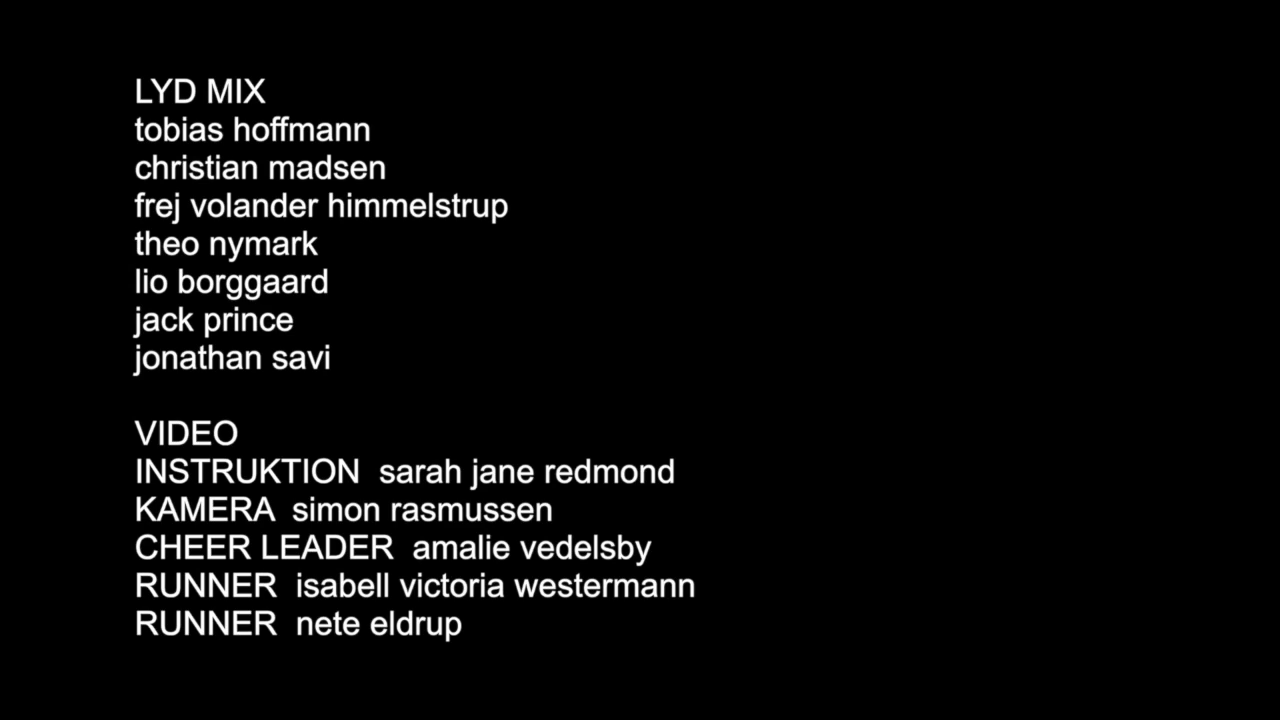 LYD MIX
tobias hoffmann
christian madsen
frej volander himmelstrup
theo nymark
lio borggaard
jack prince
jonathan savi
VIDEO
INSTRUKTION sarah jane redmond
KAMERA simon rasmussen
CHEER LEADER amalie vedelsby
RUNNER isabell victoria westermann
RUNNER nete eldrup